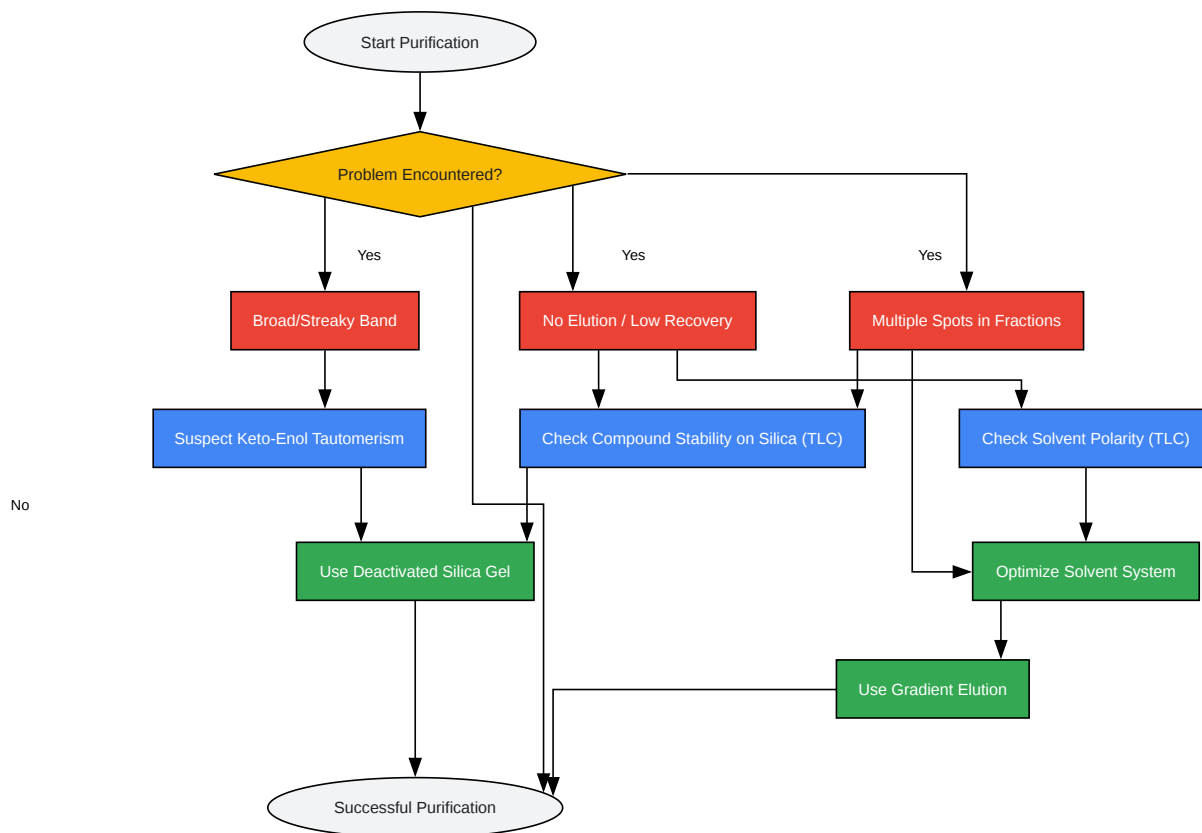 Start Purification
Problem Encountered?
Yes
Yes
Yes
Broad/Streaky Band
No Elution / Low Recovery
Multiple Spots in Fractions
Suspect Keto-Enol Tautomerism
Check Compound Stability on Silica (TLC)
Check Solvent Polarity (TLC)
No
Use Deactivated Silica Gel
Optimize Solvent System
Use Gradient Elution
Successful Purification